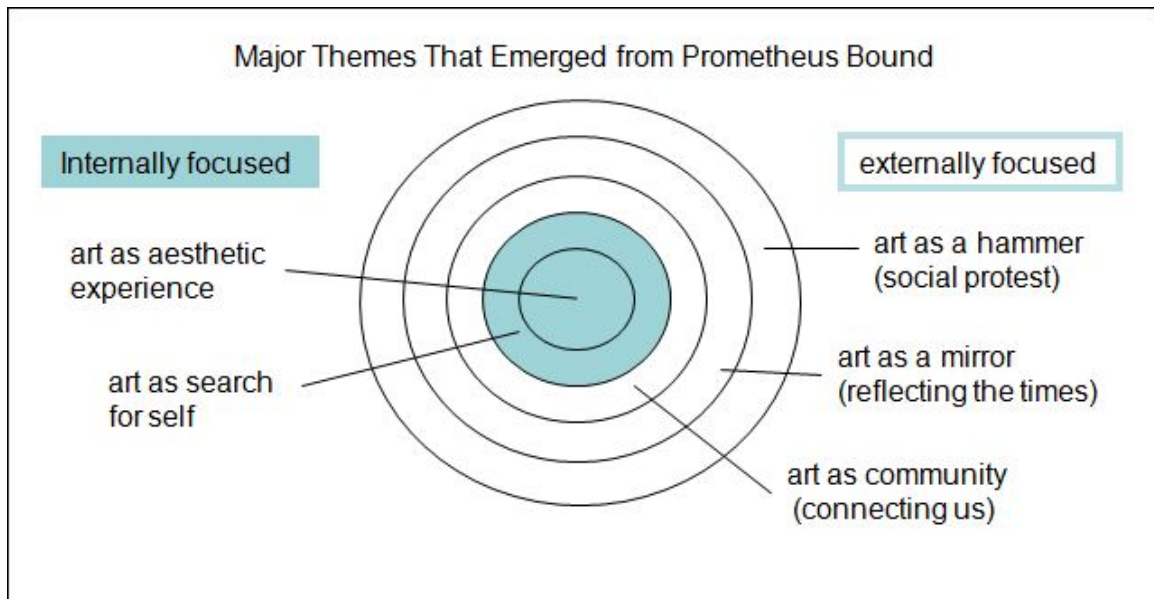 Major Themes That Emerged from Prometheus Bound
Internally focused
externally focused
art as aesthetic
experience
art as search
for self
art as a hammer
(social protest)
art as a mirror
(reflecting the times)
art as community
(connecting us)